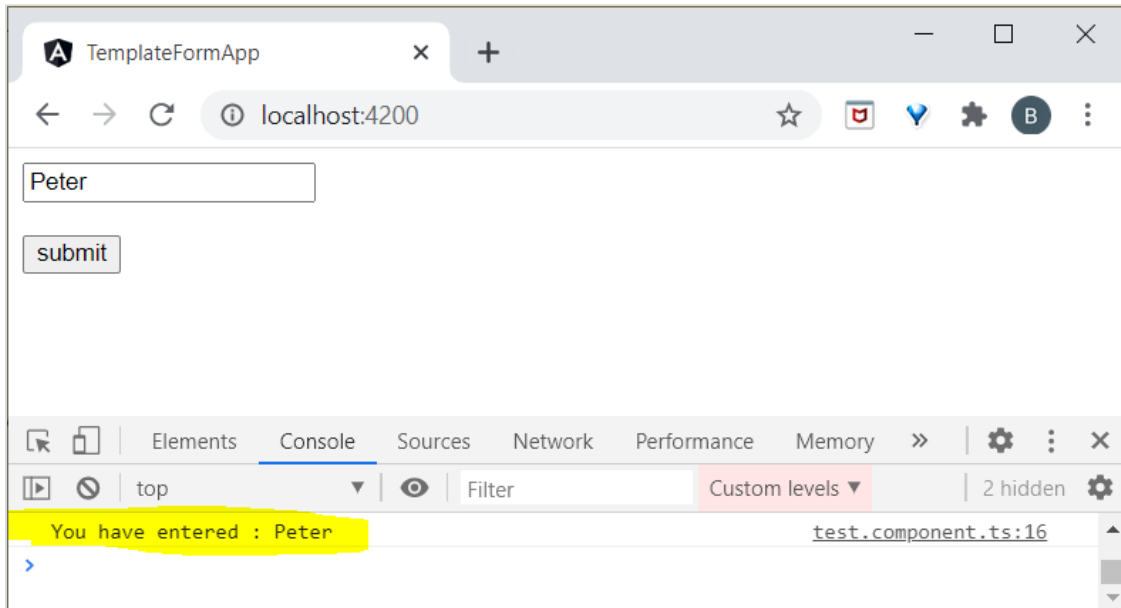 TemplateFormApp
localhost:4200
B
Peter
submit
Elements Console Sources Network Performance Memory »
top Filter Custom levels 2 hidden
You have entered : Peter test.component.ts:16